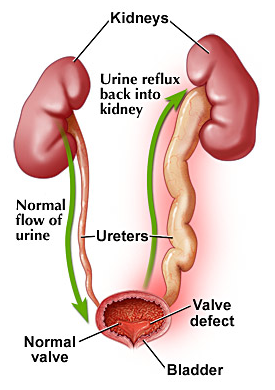 Kidneys
Urine reflux
back into
kidney
Normal
flow of
urine
Ureters
Valve
defect
Normal
valve
Bladder